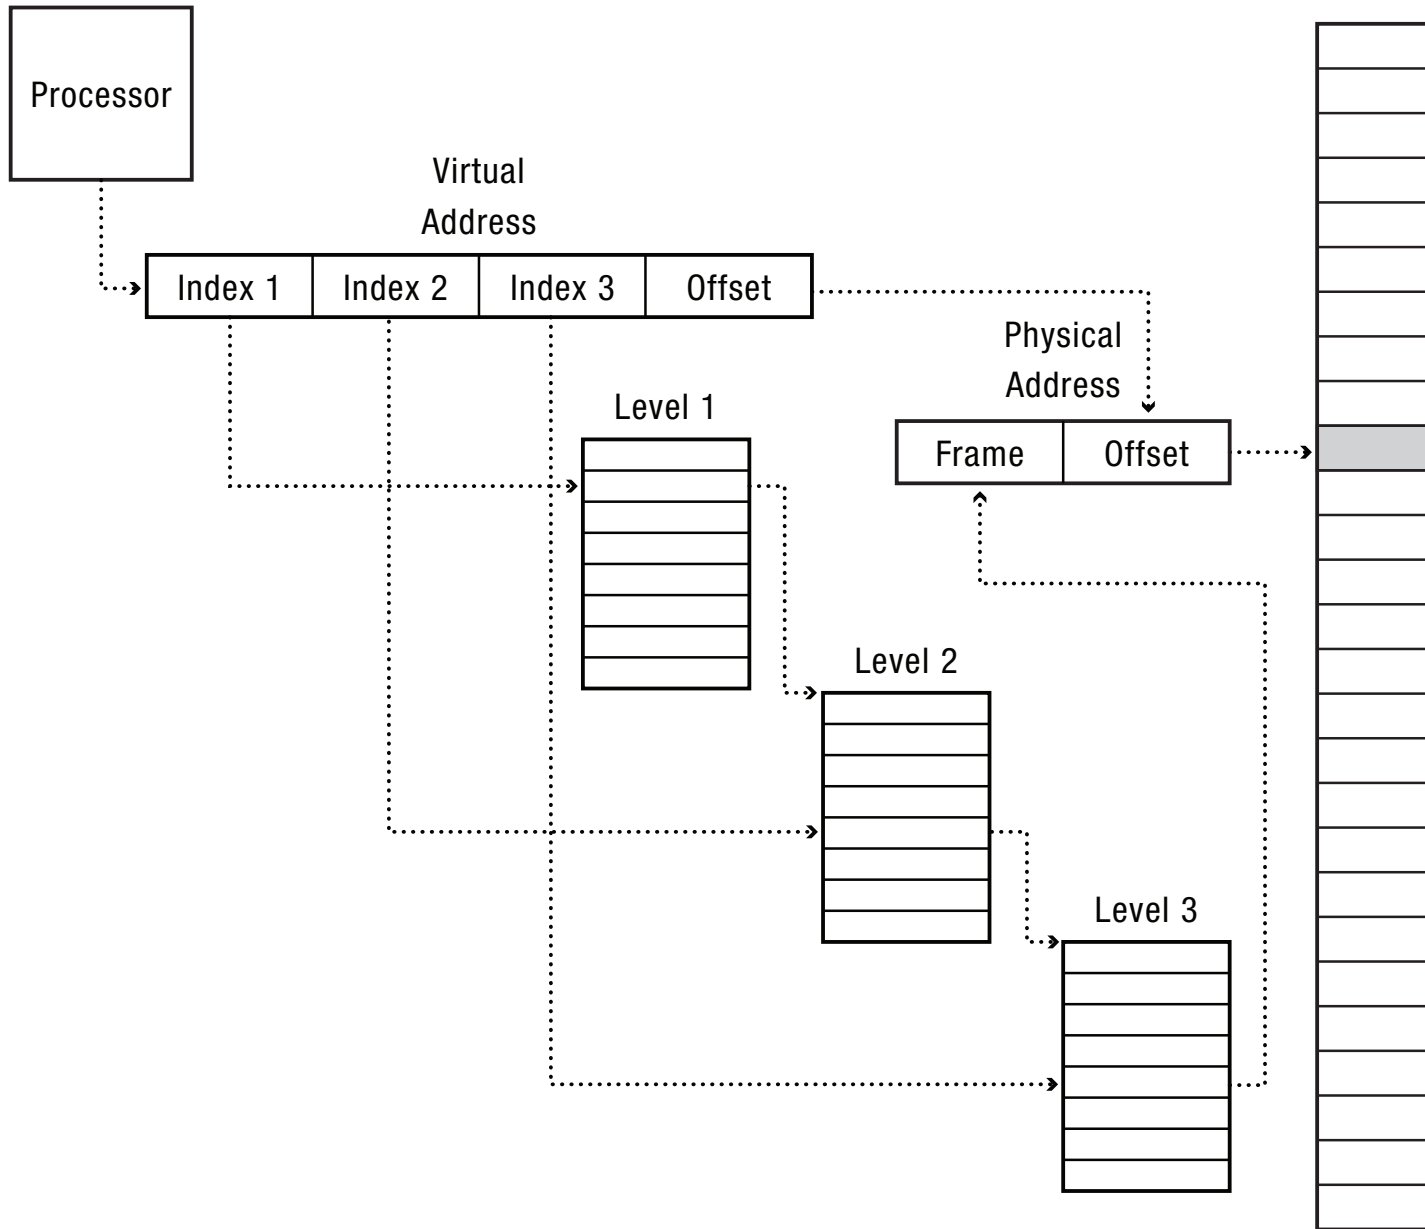 Processor
Virtual
Address
Index 1
Index 2
Index 3
Offset
Physical
Address
Frame
Offset
Level 1
Level 2
Level 3